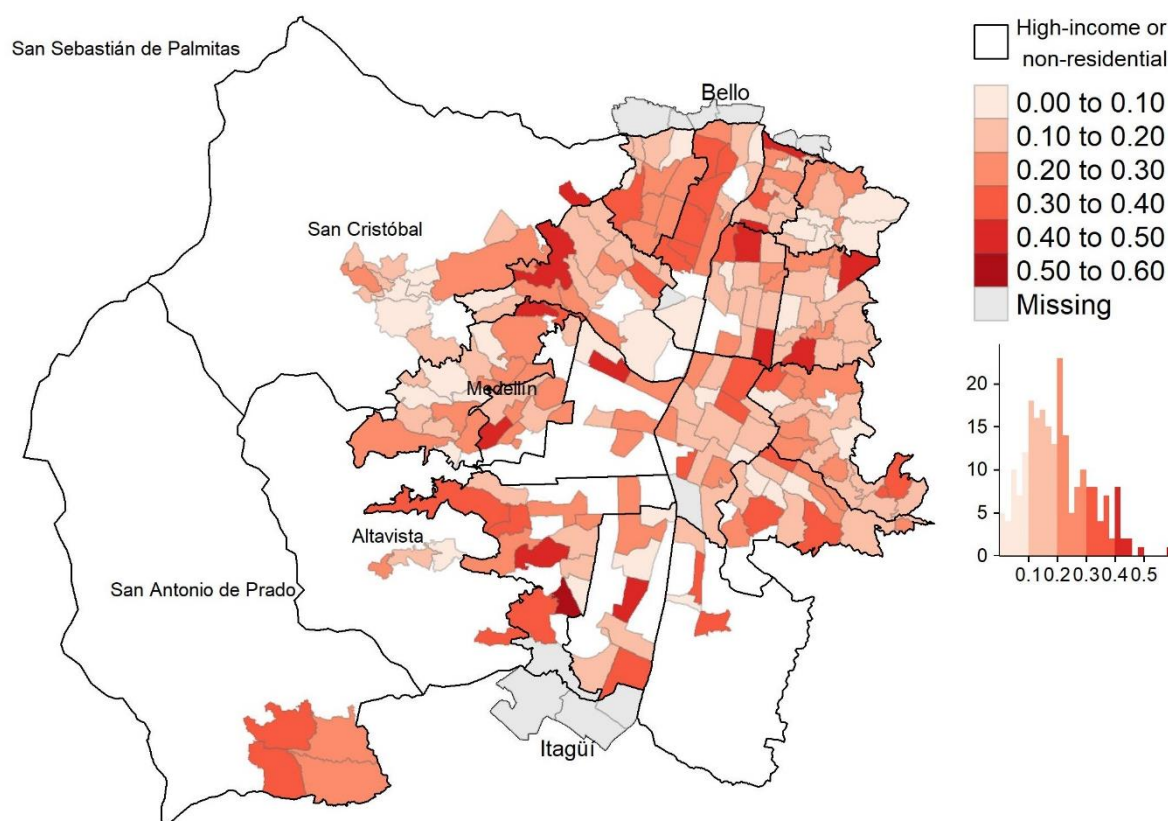 San Sebastián de Palmitas
Bello
San Cristóbal
Medellín
Altavista
San Antonio de Prado
Itagüí
High-income or
non-residential
0.00 to 0.10
0.10 to 0.20
0.20 to 0.30
0.30 to 0.40
0.40 to 0.50
0.50 to 0.60
Missing
20
15
10
5
0
0.10.20.30.40.5